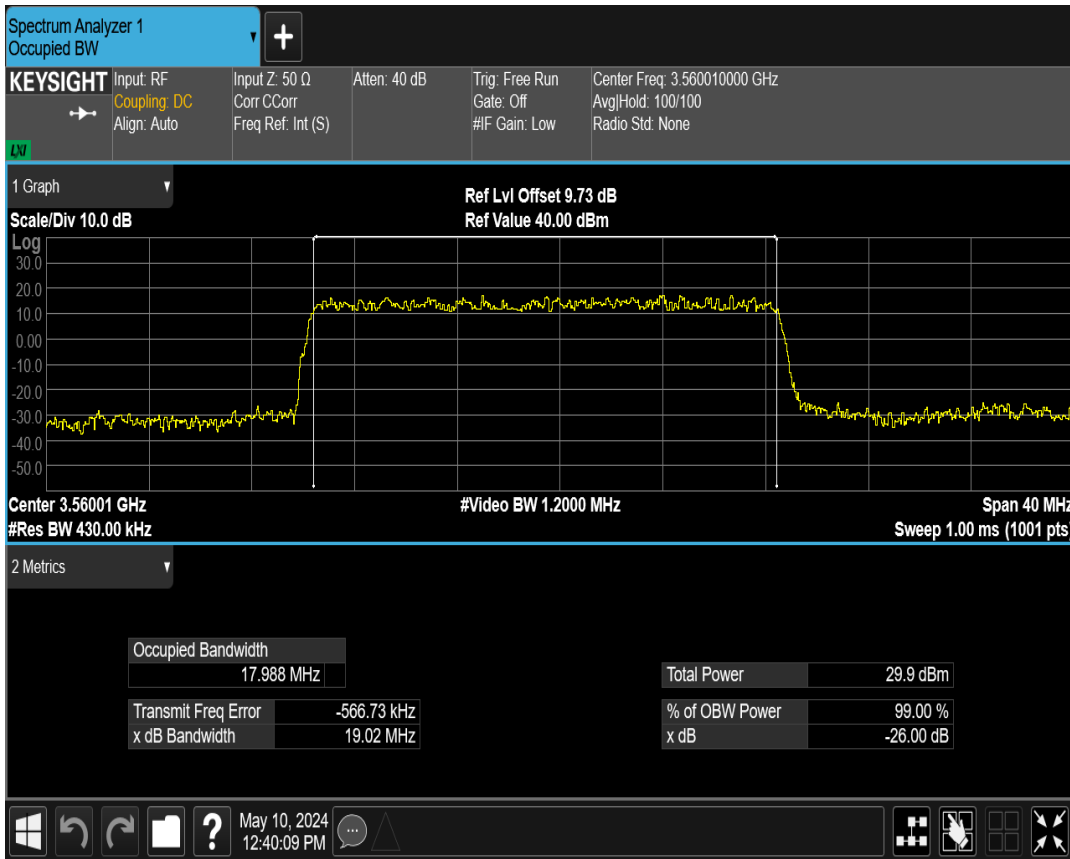 Spectrum Analyzer 1
Occupied BW
+
KEYSIGHT
LXI
Input: RF
Coupling: DC
Align: Auto
Input Z: 50 Ω
Corr CCorr
Freq Ref: Int (S)
Atten: 40 dB
Trig: Free Run
Gate: Off
#IF Gain: Low
Center Freq: 3.560010000 GHz
Avg|Hold: 100/100
Radio Std: None
1 Graph
Scale/Div 10.0 dB
Ref Lvl Offset 9.73 dB
Ref Value 40.00 dBm
Log
30.0
20.0
10.0
0.00
-10.0
-20.0
-30.0
-40.0
-50.0
Center 3.56001 GHz
#Res BW 430.00 kHz
#Video BW 1.2000 MHz
Span 40 MHz
Sweep 1.00 ms (1001 pts)
2 Metrics
Occupied Bandwidth
17.988 MHz
Transmit Freq Error -566.73 kHz
x dB Bandwidth 19.02 MHz
Total Power 29.9 dBm
% of OBW Power 99.00 %
x dB -26.00 dB
?
May 10, 2024
12:40:09 PM